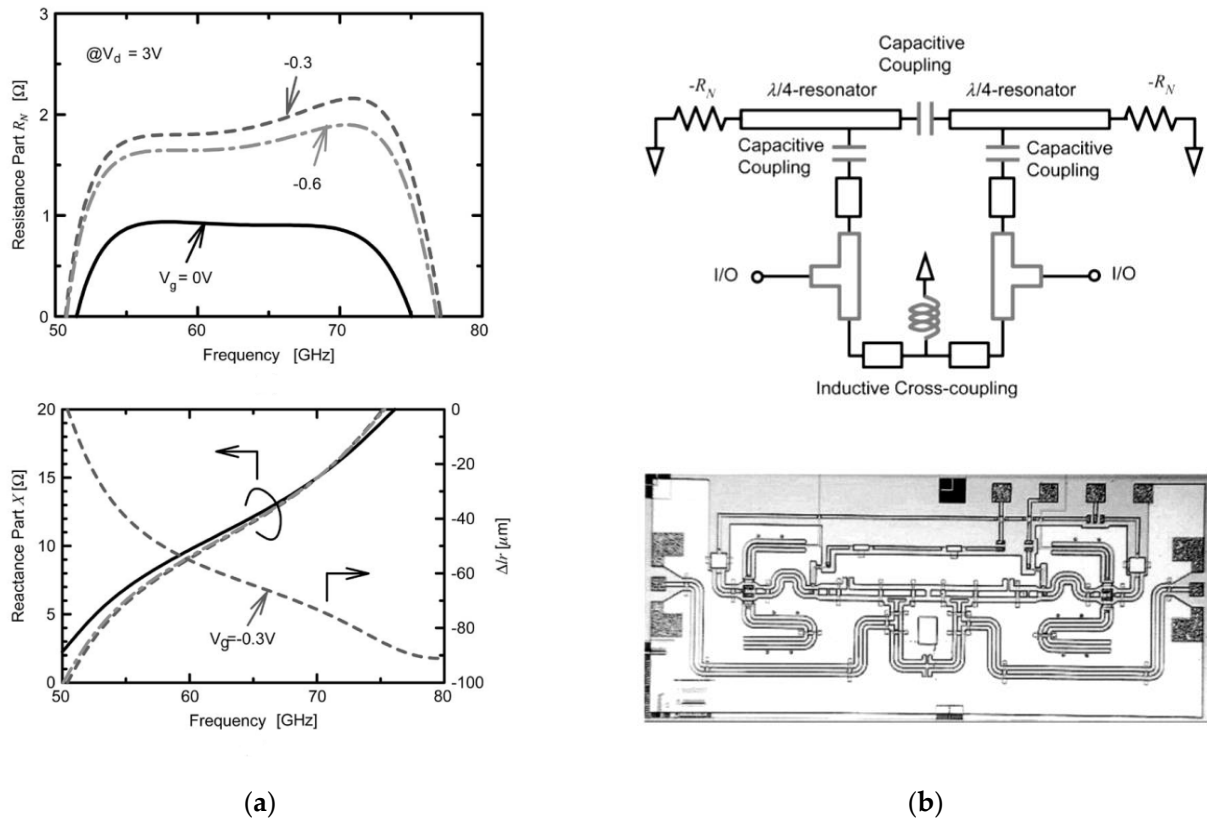 3
2
1
0
Resistance Part R_N [Ω]
@V_d = 3V
-0.3
-0.6
V_g = 0V
50
60
70
80
Frequency [GHz]
20
15
10
5
0
Reactance Part X [Ω]
0
-20
-40
-60
-80
-100
Δlr [μm]
V_g=-0.3V
50
60
70
80
Frequency [GHz]
(a)
Capacitive
Coupling
-R_N
λ/4-resonator
λ/4-resonator
-R_N
Capacitive
Coupling
Capacitive
Coupling
I/O
I/O
Inductive Cross-coupling
(b)